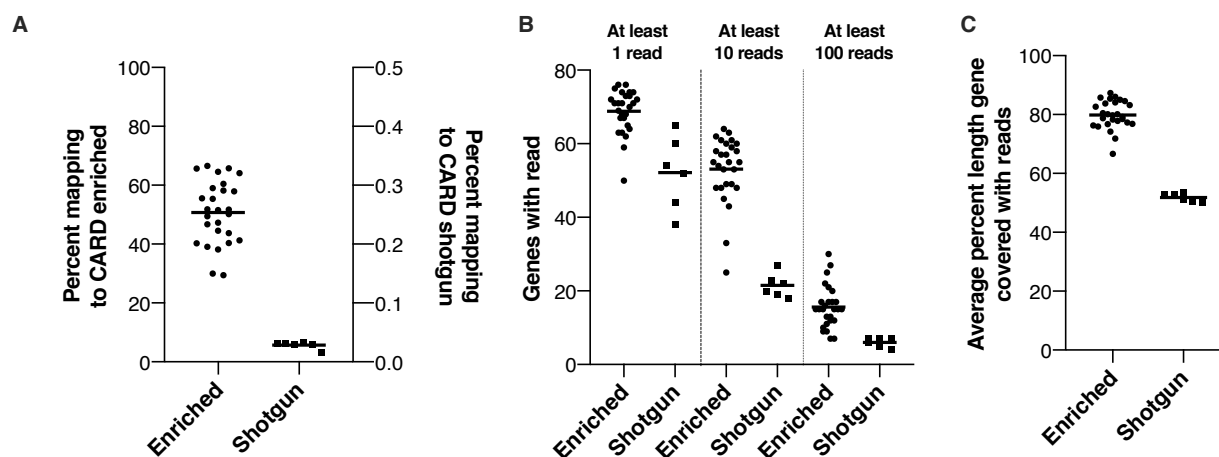 A
Percent mapping
to CARD enriched
100
80
60
40
20
0
0.5
0.4
0.3
0.2
0.1
0.0
Percent mapping
to CARD shotgun
Enriched
Shotgun
B
At least
1 read
At least
10 reads
At least
100 reads
Genes with read
80
60
40
20
0
Enriched
Shotgun
Enriched
Shotgun
Enriched
Shotgun
C
Average percent length gene
covered with reads
100
80
60
40
20
0
Enriched
Shotgun